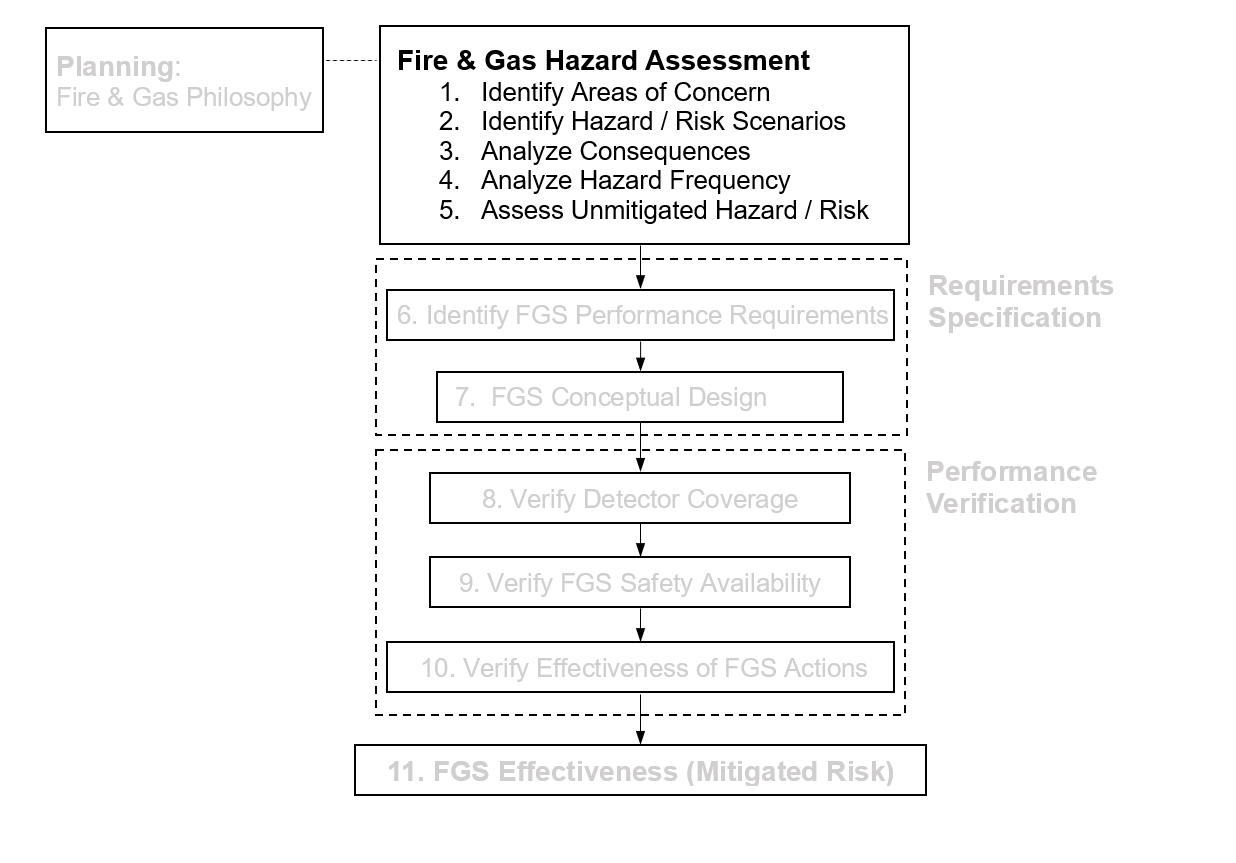 Planning:
Fire & Gas Philosophy
Fire & Gas Hazard Assessment
1. Identify Areas of Concern
2. Identify Hazard / Risk Scenarios
3. Analyze Consequences
4. Analyze Hazard Frequency
5. Assess Unmitigated Hazard / Risk
6. Identify FGS Performance Requirements
7. FGS Conceptual Design
Requirements
Specification
8. Verify Detector Coverage
9. Verify FGS Safety Availability
10. Verify Effectiveness of FGS Actions
Performance
Verification
11. FGS Effectiveness (Mitigated Risk)